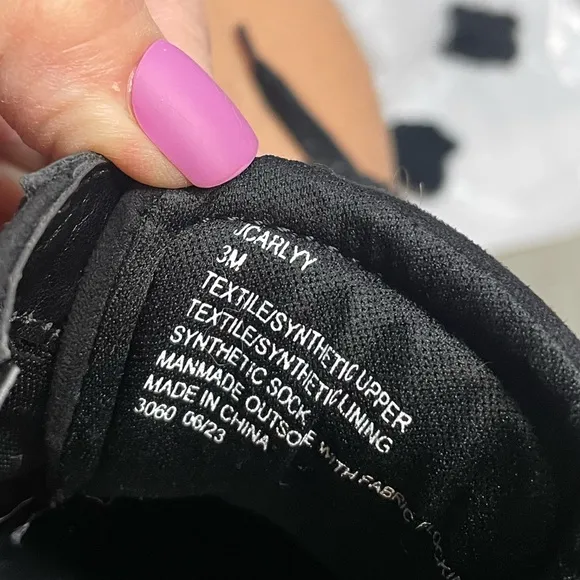 JCARLYY
3M
TEXTILE/SYNTHETIC UPPER
TEXTILE/SYNTHETIC LINING
SYNTHETIC SOCK
MANMADE OUTSOLE WITH FABRIC
MADE IN CHINA
3060 06/23